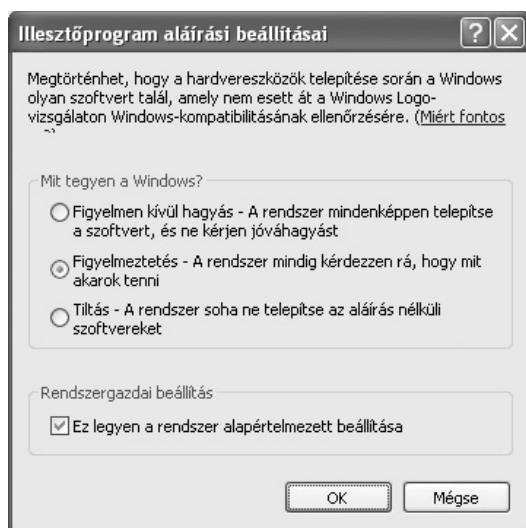 Illesztőprogram aláírási beállításai
Megtörténhet, hogy a hardvereszközök telepítése során a Windows
olyan szoftvert talál, amely nem esett át a Windows Logo-
vizsgálaton Windows-kompatibilitásának ellenőrzésére. (Miért fontos
Mit tegyen a Windows?
Figyelmen kívül hagyás - A rendszer mindenképpen telepítse
a szoftvert, és ne kérjen jóváhagyást
Figyelmeztetés - A rendszer mindig kérdezzen rá, hogy mit
akarok tenni
Tiltás - A rendszer soha ne telepítse az aláírás nélküli
szoftvereket
Rendszergazdai beállítás
Ez legyen a rendszer alapértelmezett beállítása
OK
Mégse